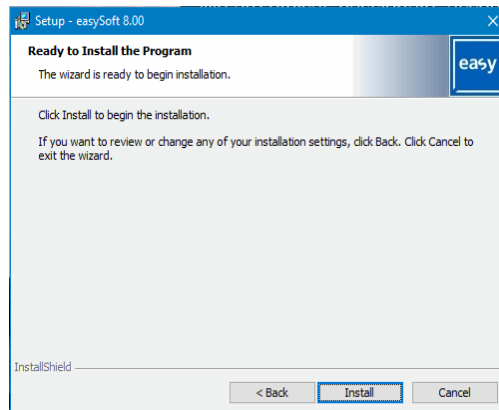 Setup - easySoft 8.00
Ready to Install the Program
The wizard is ready to begin installation.
easy
Click Install to begin the installation.
If you want to review or change any of your installation settings, click Back. Click Cancel to
exit the wizard.
InstallShield
< Back Install Cancel